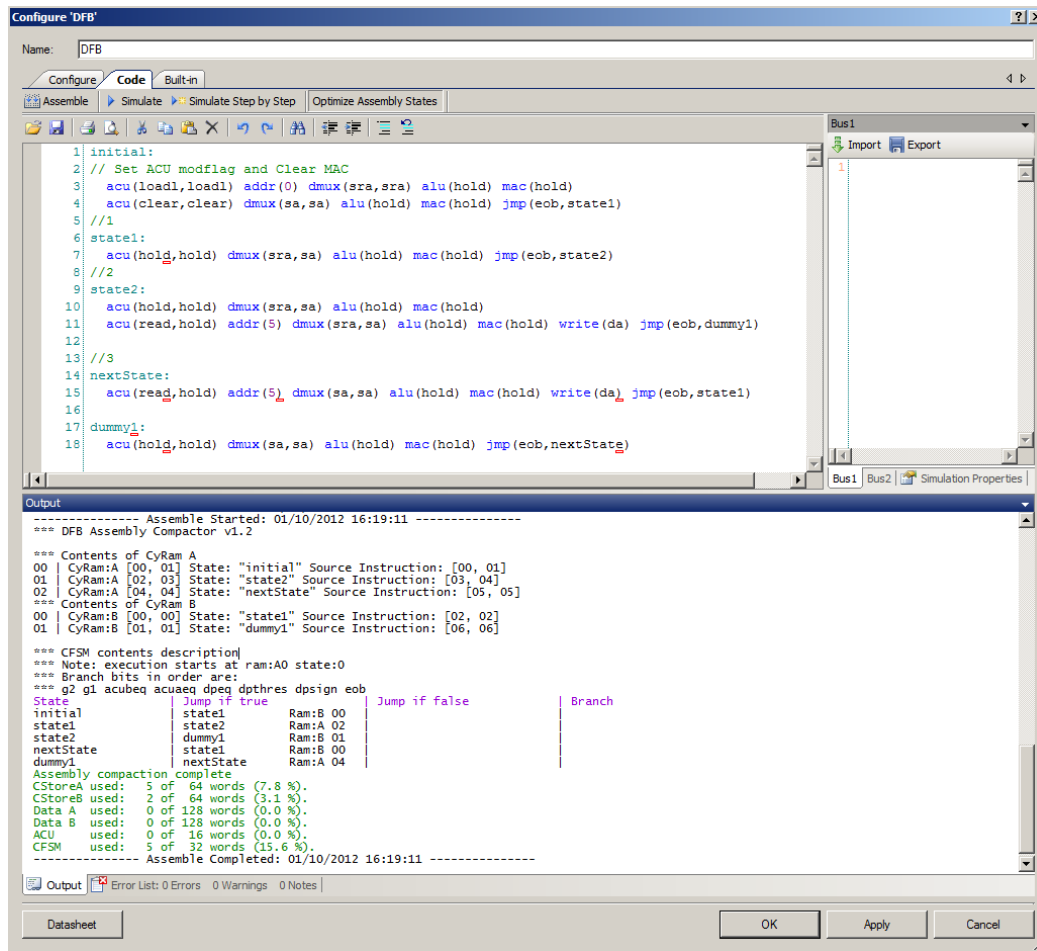 Configure 'DFB'
Name: DFB
Configure Code Built-in
Assemble Simulate Simulate Step by Step Optimize Assembly States
Bus1
Import Export
1
1 initial:
2 // Set ACU modflag and Clear MAC
3 acu(loadl,loadl) addr(0) dmux(sra,sra) alu(hold) mac(hold)
4 acu(clear,clear) dmux(sa,sa) alu(hold) mac(hold) jmp(eob,state1)
5 //1
6 state1:
7 acu(hold,hold) dmux(sra,sa) alu(hold) mac(hold) jmp(eob,state2)
8 //2
9 state2:
10 acu(hold,hold) dmux(sra,sa) alu(hold) mac(hold)
11 acu(read,hold) addr(5) dmux(sra,sa) alu(hold) mac(hold) write(da) jmp(eob,dummy1)
12
13 //3
14 nextState:
15 acu(read,hold) addr(5) dmux(sa,sa) alu(hold) mac(hold) write(da) jmp(eob,state1)
16
17 dummy1:
18 acu(hold,hold) dmux(sa,sa) alu(hold) mac(hold) jmp(eob,nextState)
Bus1 Bus2 Simulation Properties
Output
--------------- Assemble Started: 01/10/2012 16:19:11 ---------------
*** DFB Assembly Compactor v1.2
*** Contents of CyRam A
00 | CyRam:A [00, 01] State: "initial" Source Instruction: [00, 01]
01 | CyRam:A [02, 03] State: "state2" Source Instruction: [03, 04]
02 | CyRam:A [04, 04] State: "nextState" Source Instruction: [05, 05]
*** Contents of CyRam B
00 | CyRam:B [00, 00] State: "state1" Source Instruction: [02, 02]
01 | CyRam:B [01, 01] State: "dummy1" Source Instruction: [06, 06]
*** CFSM contents description
*** Note: execution starts at ram:A0 state:0
*** Branch bits in order are:
*** g2 g1 acubeq acuaeq dpeq dpthres dpsign eob
State | Jump if true | Jump if false | Branch
initial | state1 Ram:B 00 | |
state1 | state2 Ram:A 02 | |
state2 | dummy1 Ram:B 01 | |
nextState | state1 Ram:B 00 | |
dummy1 | nextState Ram:A 04 | |
Assembly compaction complete
CStoreA used: 5 of 64 words (7.8 %).
CStoreB used: 2 of 64 words (3.1 %).
Data A used: 0 of 128 words (0.0 %).
Data B used: 0 of 128 words (0.0 %).
ACU used: 0 of 16 words (0.0 %).
CFSM used: 5 of 32 words (15.6 %).
--------------- Assemble Completed: 01/10/2012 16:19:11 ---------------
Output Error List: 0 Errors 0 Warnings 0 Notes
Datasheet OK Apply Cancel